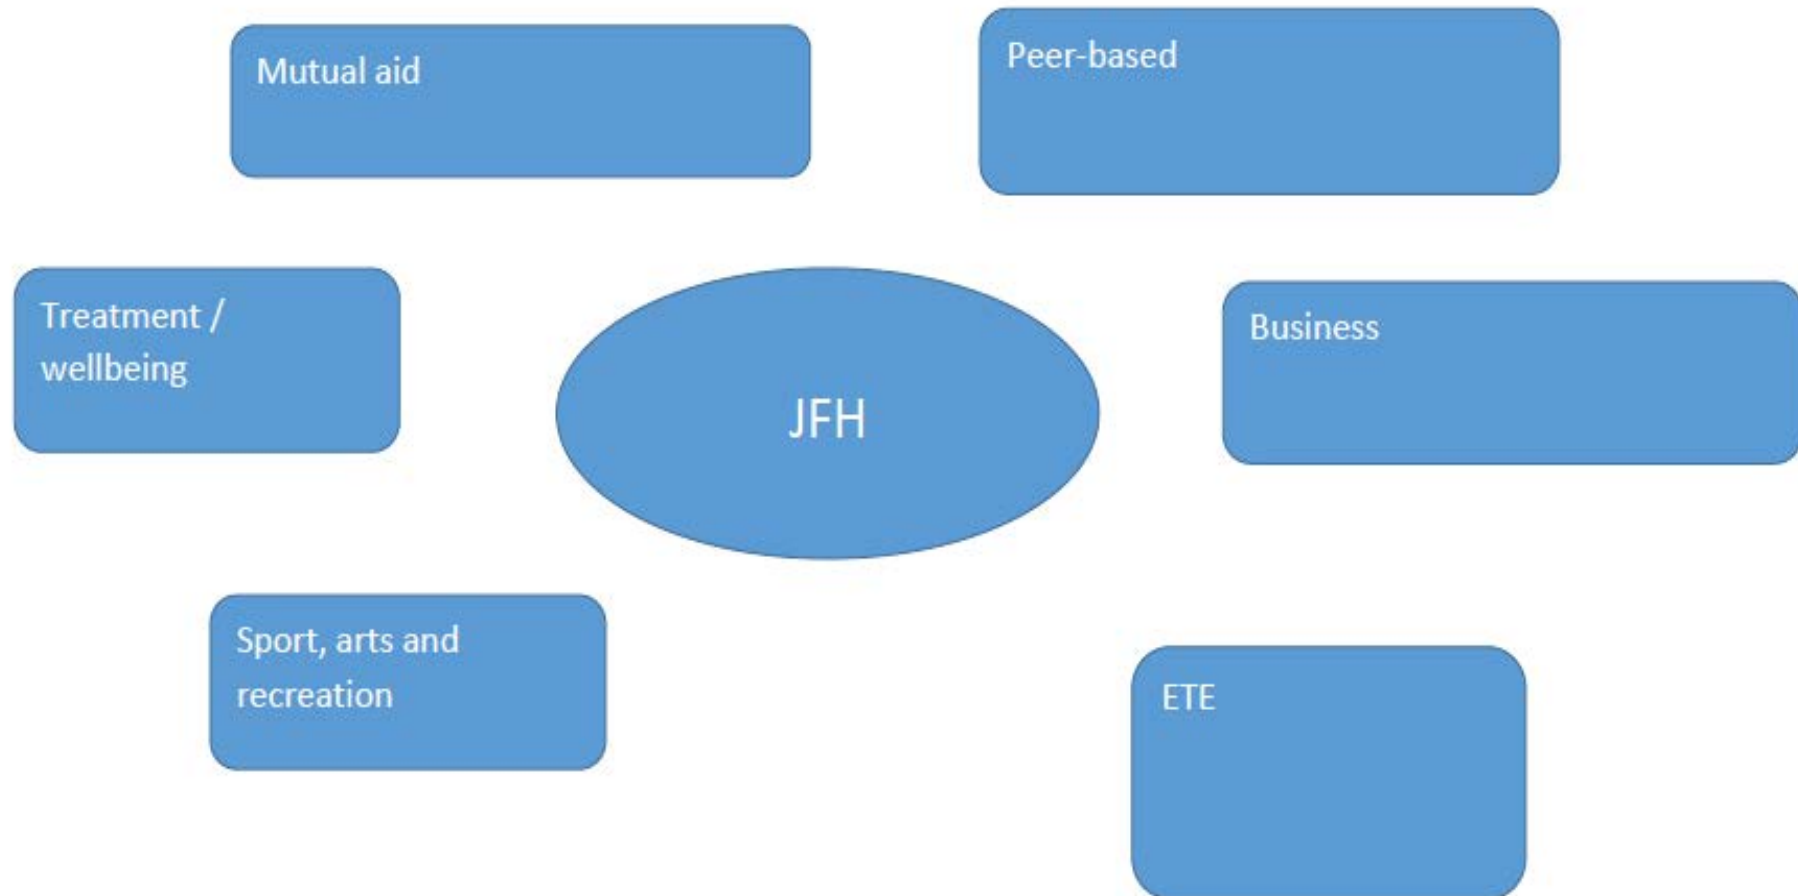 Mutual aid
Peer-based
Treatment /
wellbeing
JFH
Business
Sport, arts and
recreation
ETE